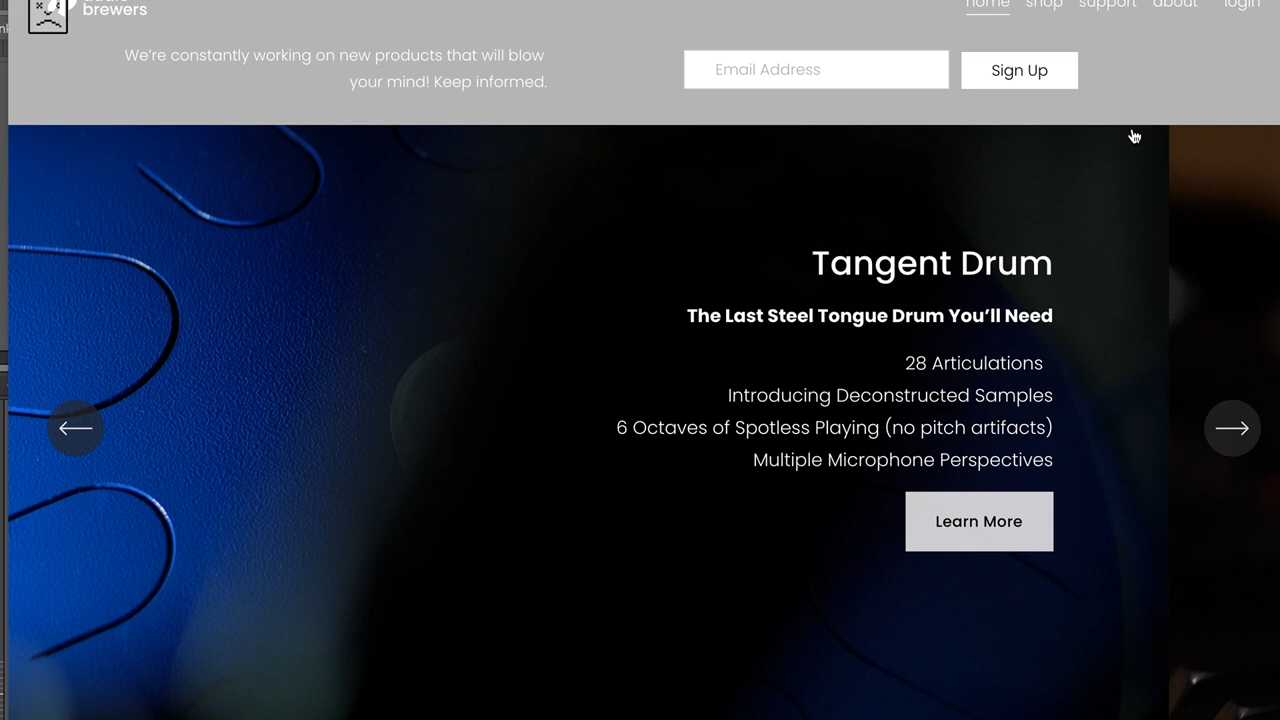 brewers
home shop support about login
We're constantly working on new products that will blow
your mind! Keep informed.
Email Address
Sign Up
Tangent Drum
The Last Steel Tongue Drum You'll Need
28 Articulations
Introducing Deconstructed Samples
6 Octaves of Spotless Playing (no pitch artifacts)
Multiple Microphone Perspectives
Learn More